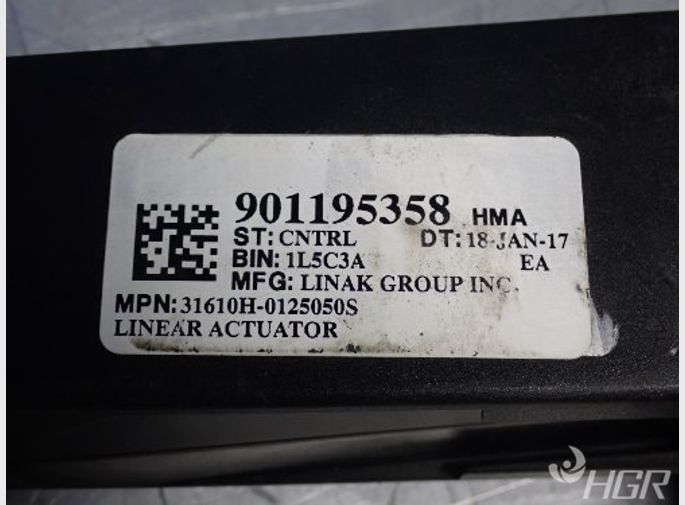 901195358 HMA
ST: CNTRL DT: 18-JAN-17
BIN: 1L5C3A EA
MFG: LINAK GROUP INC.
MPN: 31610H-0125050S
LINEAR ACTUATOR
HGR